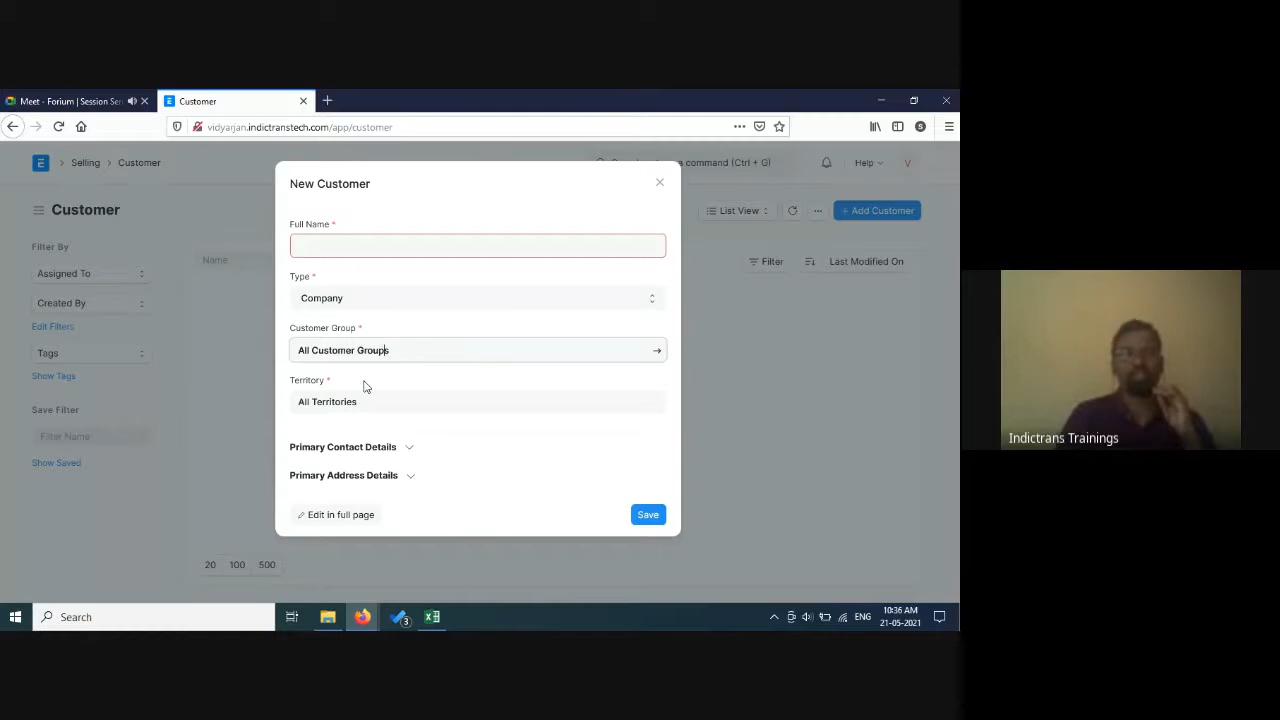 Meet - Forium | Session Ser
Customer
vidyarjan.indictranstech.com/app/customer
Selling
Customer
command (Ctrl + G)
Help
V
Customer
List View
+ Add Customer
New Customer
Full Name *
Type *
Company
Customer Group *
All Customer Groups
Territory *
All Territories
Primary Contact Details
Primary Address Details
Edit in full page
Save
Filter By
Assigned To
Created By
Edit Filters
Tags
Show Tags
Save Filter
Filter Name
Show Saved
Name
Filter
Last Modified On
20 100 500
Indictrans Trainings
Search
3
ENG
10:36 AM
21-05-2021